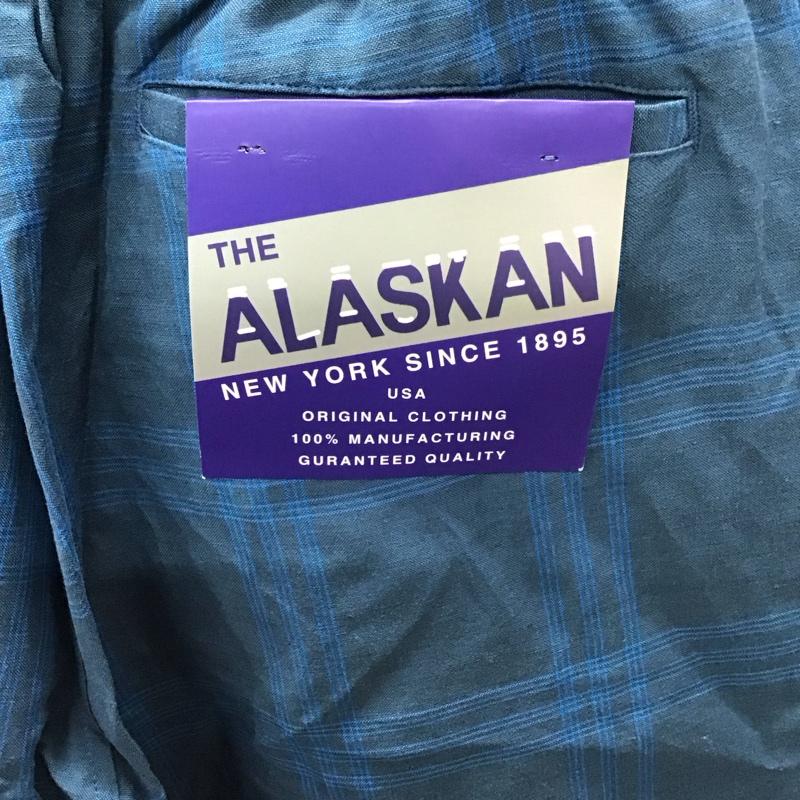 THE
ALASKAN
NEW YORK SINCE 1895
USA
ORIGINAL CLOTHING
100% MANUFACTURING
GURANTEED QUALITY